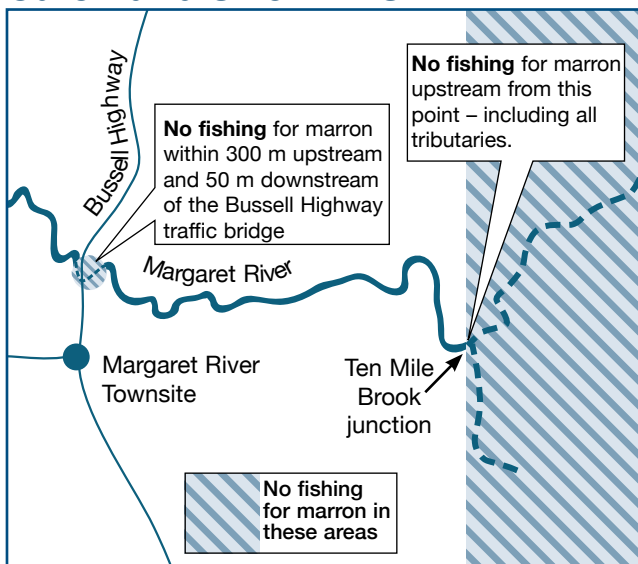 Bussell Highway
No fishing for marron
within 300 m upstream
and 50 m downstream
of the Bussell Highway
traffic bridge
No fishing for marron
upstream from this
point – including all
tributaries.
Margaret River
Margaret River
Townsite
Ten Mile
Brook
junction
No fishing
for marron in
these areas